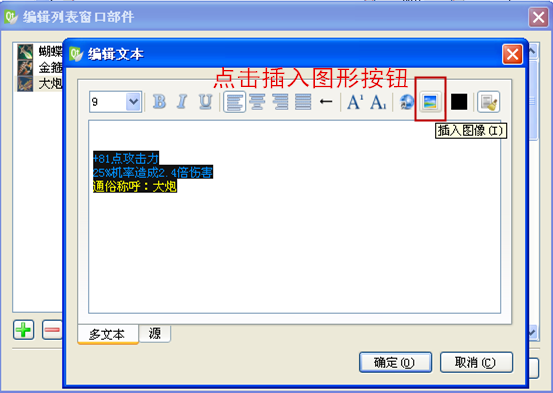 编辑列表窗口部件
蝴蝶
金箍
大炮
编辑文本
点击插入图形按钮
9
B I U
A¹ A₁
插入图像(I)
+81点攻击力
25%机率造成2.4倍伤害
通俗称呼：大炮
多文本 源
确定(O) 取消(C)